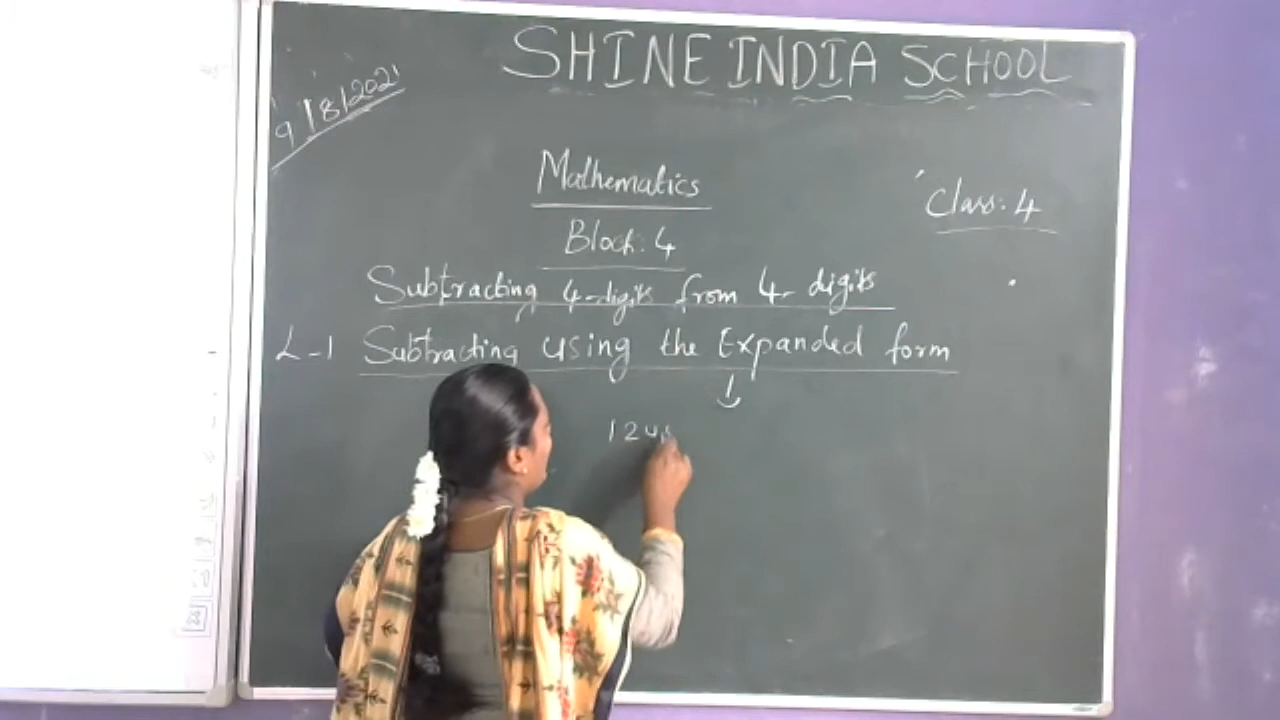 SHINE INDIA SCHOOL
9/8/2021
Mathematics
Class: 4
Block: 4
Subtracting 4-digits from 4-digits
L-1 Subtracting using the Expanded form
124